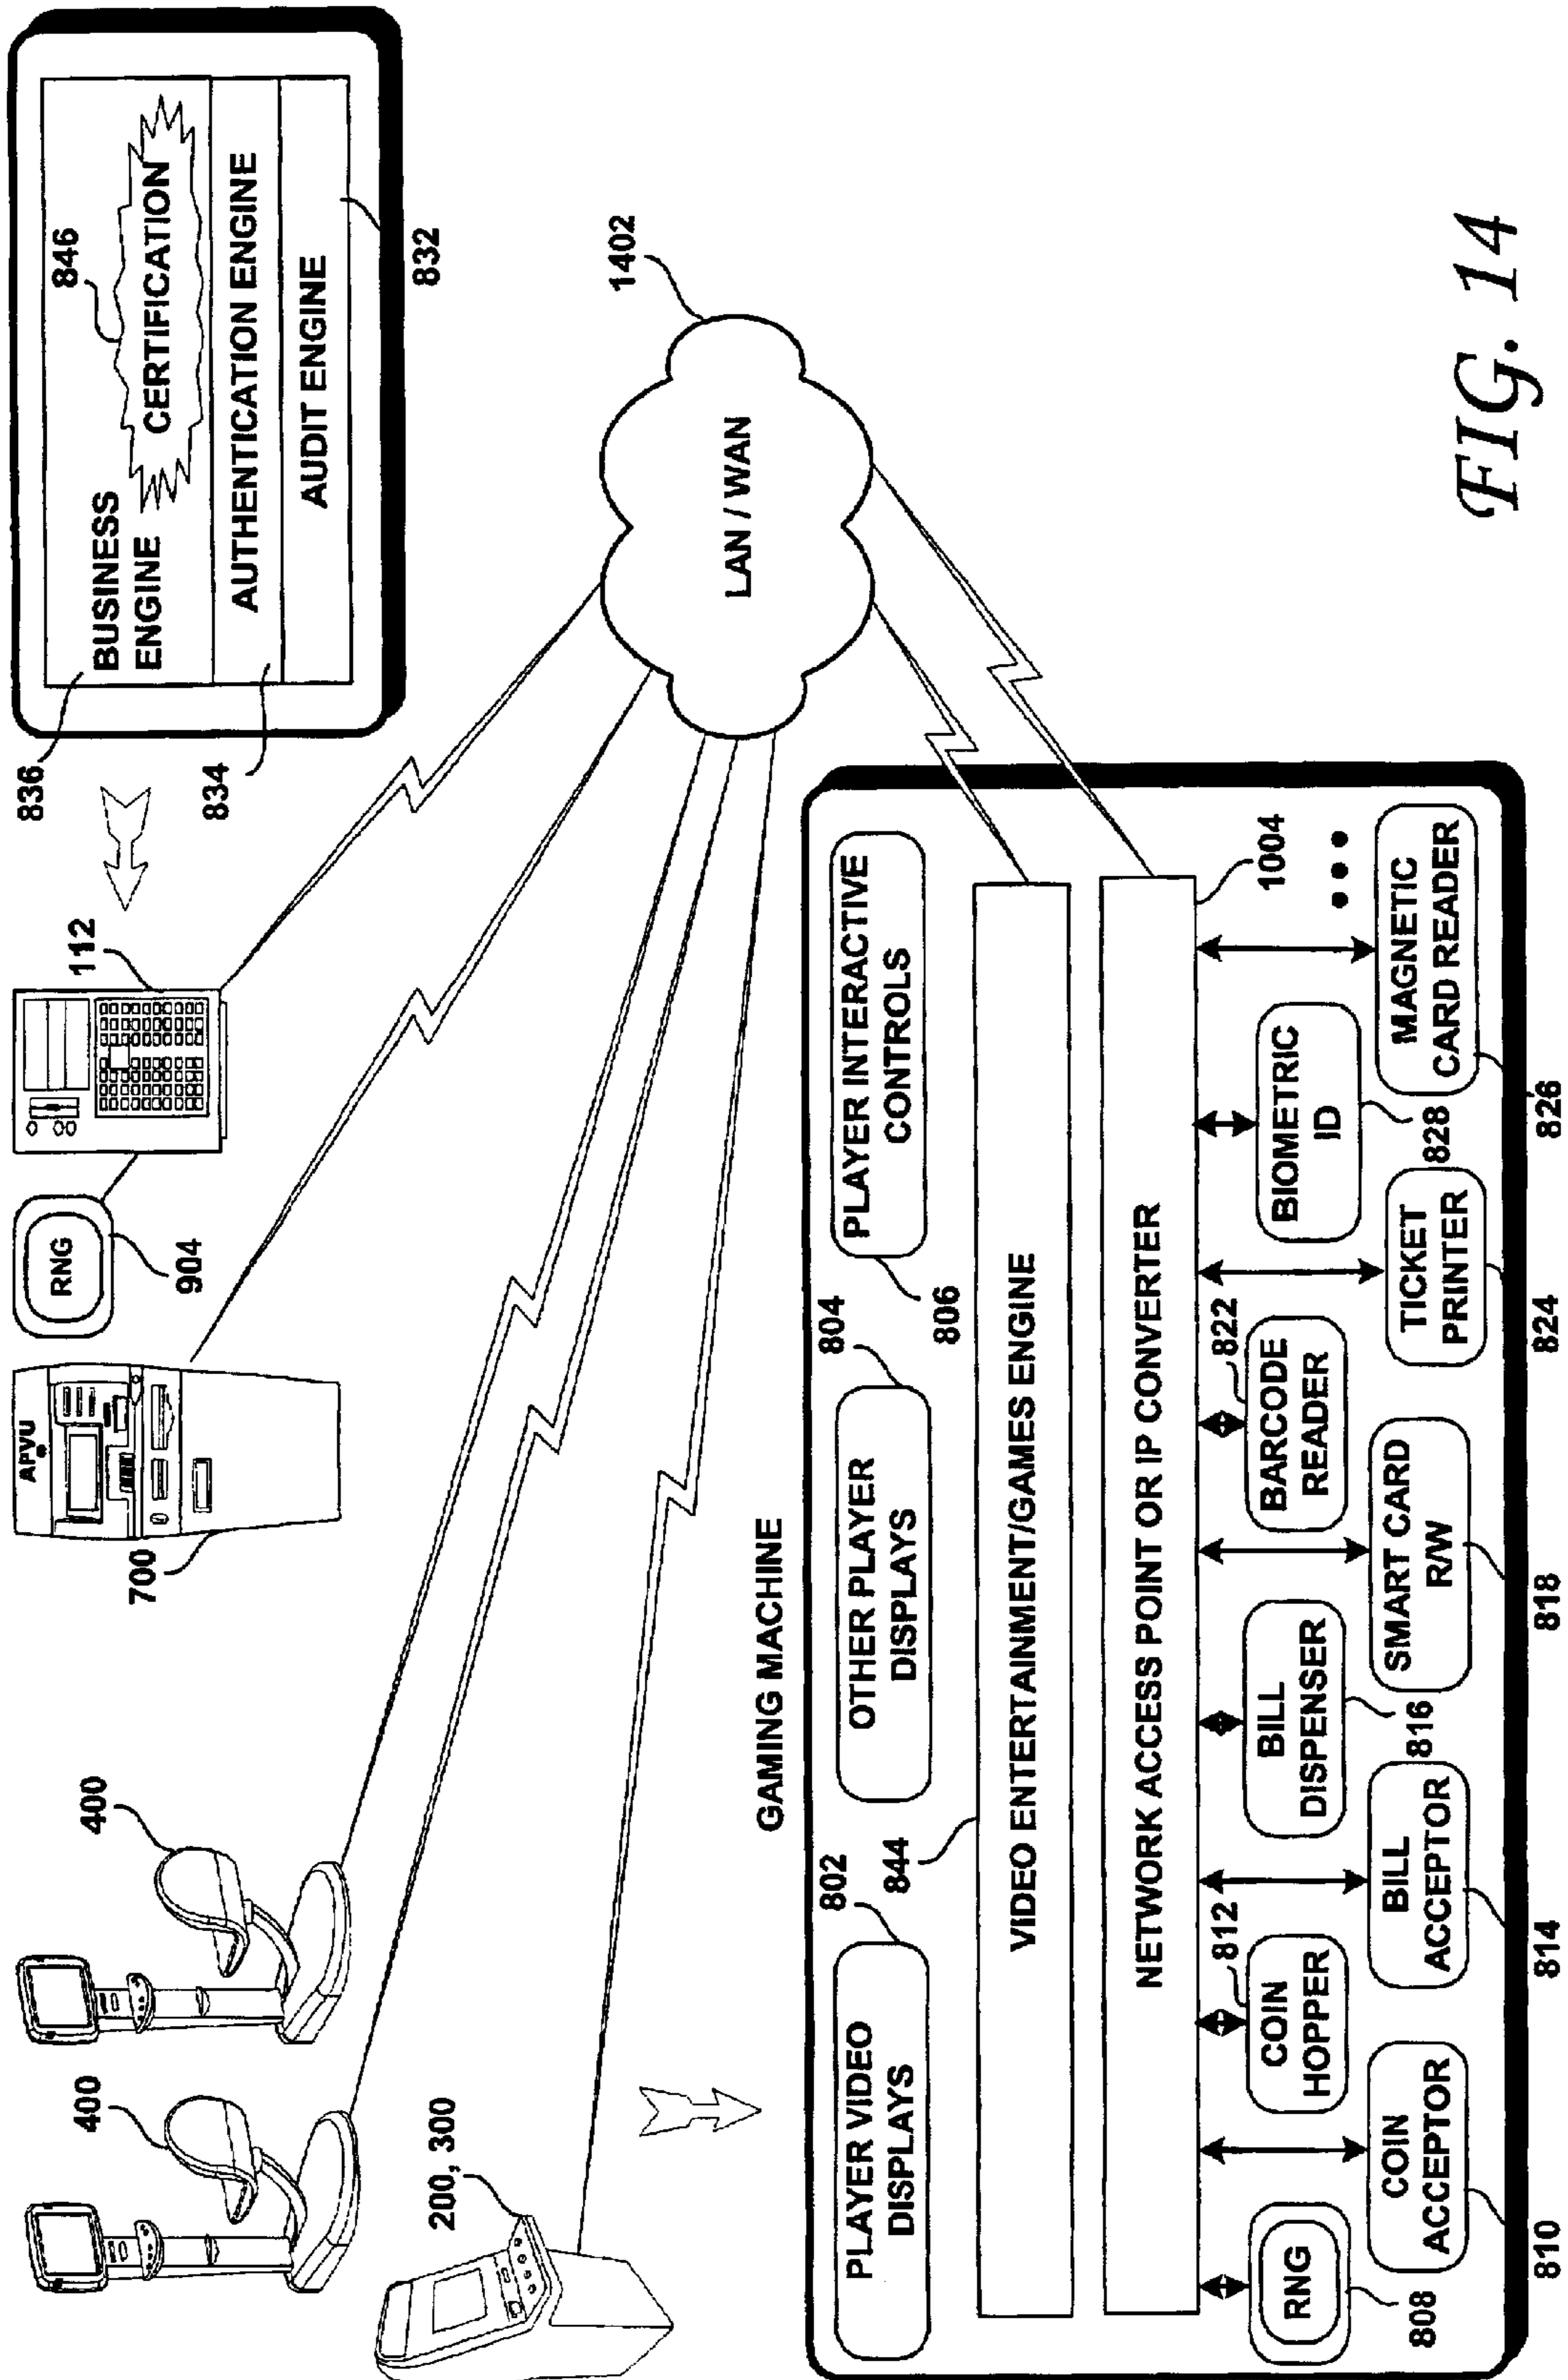 400
400
200, 300
700
APVU
RNG
904
112
836
834
BUSINESS
ENGINE
846
CERTIFICATION
AUTHENTICATION ENGINE
AUDIT ENGINE
832
LAN / WAN
1402
GAMING MACHINE
PLAYER VIDEO
DISPLAYS
802
OTHER PLAYER
DISPLAYS
804
PLAYER INTERACTIVE
CONTROLS
806
844
VIDEO ENTERTAINMENT/GAMES ENGINE
NETWORK ACCESS POINT OR IP CONVERTER
1004
RNG
808
COIN
ACCEPTOR
810
COIN
HOPPER
812
BILL
ACCEPTOR
814
BILL
DISPENSER
816
SMART CARD
R/W
818
BARCODE
READER
822
TICKET
PRINTER
824
BIOMETRIC
ID
828
MAGNETIC
CARD READER
826
•••
FIG. 14